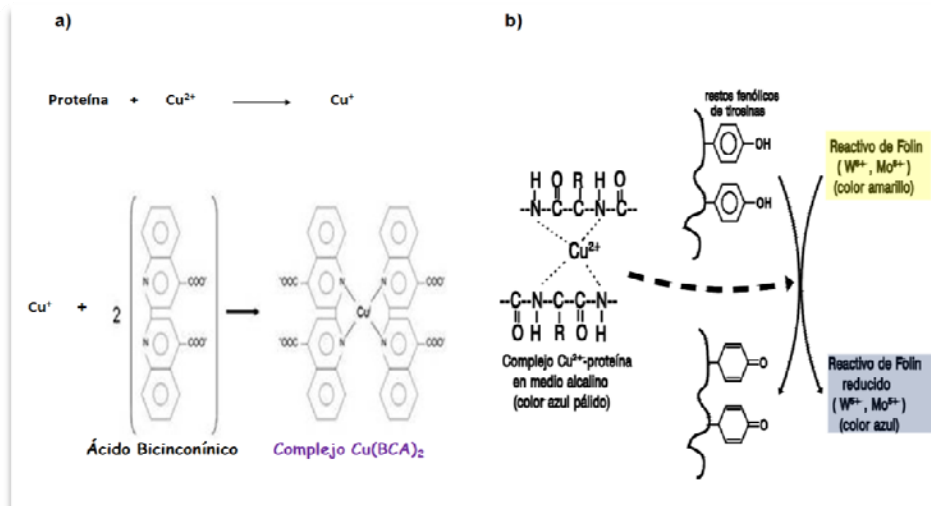 a)
Proteína + Cu²⁺ Cu⁺
Cu⁺ + 2
N COO⁻
N COO⁻
⁻OOC N N COO⁻
Cu
⁻OOC N N COO⁻
Ácido Bicinconínico
Complejo Cu(BCA)₂
b)
restos fenólicos
de tirosinas
OH
OH
Reactivo de Folin
( W⁶⁺ , Mo⁶⁺ )
(color amarillo)
H O R H O
--N-C-C-N-C--
Cu²⁺
--C-N-C-C-N--
O H R O H
Complejo Cu²⁺-proteína
en medio alcalino
(color azul pálido)
O
O
Reactivo de Folin
reducido
( W⁵⁺, Mo⁵⁺ )
(color azul)